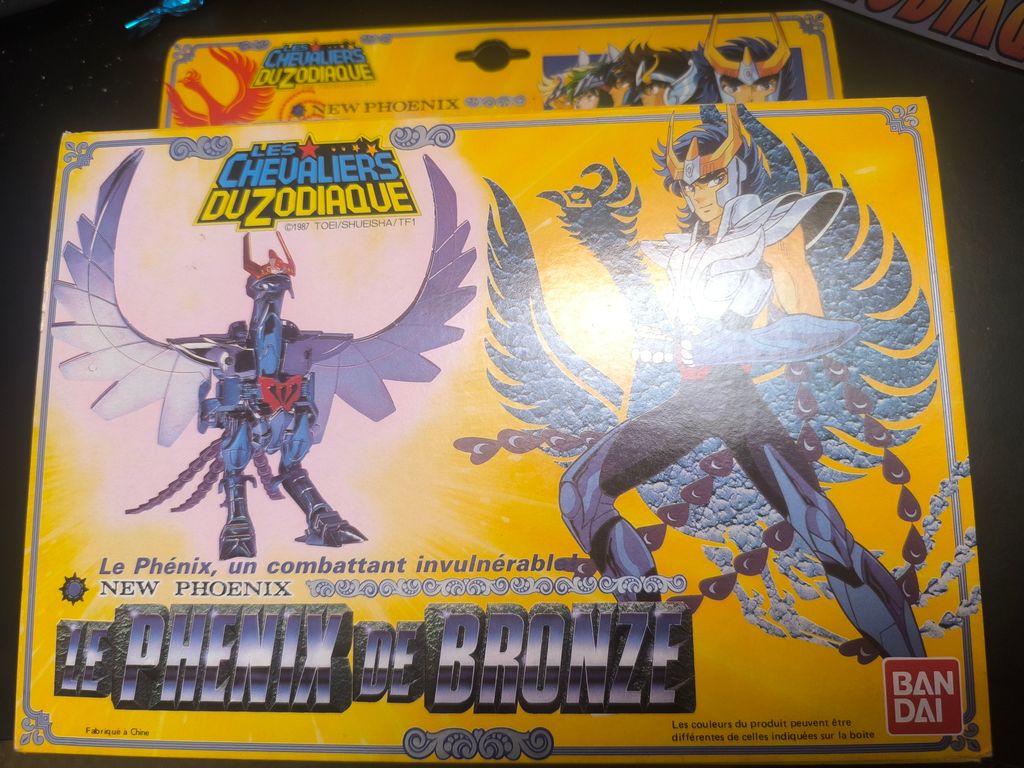 LES
CHEVALIERS
DU ZODIAQUE
NEW PHOENIX
LES
CHEVALIERS
DU ZODIAQUE
©1987 TOEI/SHUEISHA/TF1
Le Phénix, un combattant invulnérable!
NEW PHOENIX
LE PHENIX DE BRONZE
Fabriqué à Chine
Les couleurs du produit peuvent être
différentes de celles indiquées sur la boite
BAN
DAI